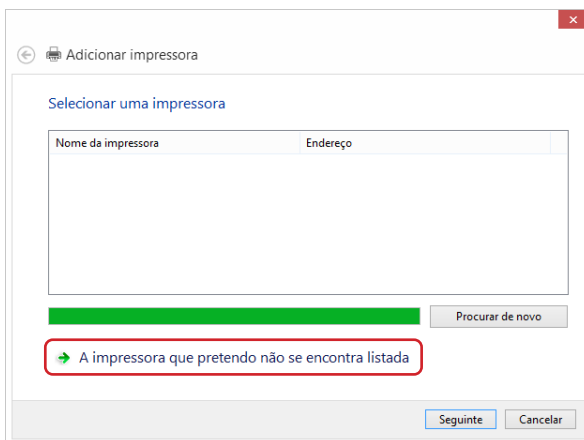 Adicionar impressora
Selecionar uma impressora
Nome da impressora Endereço
Procurar de novo
A impressora que pretendo não se encontra listada
Seguinte Cancelar